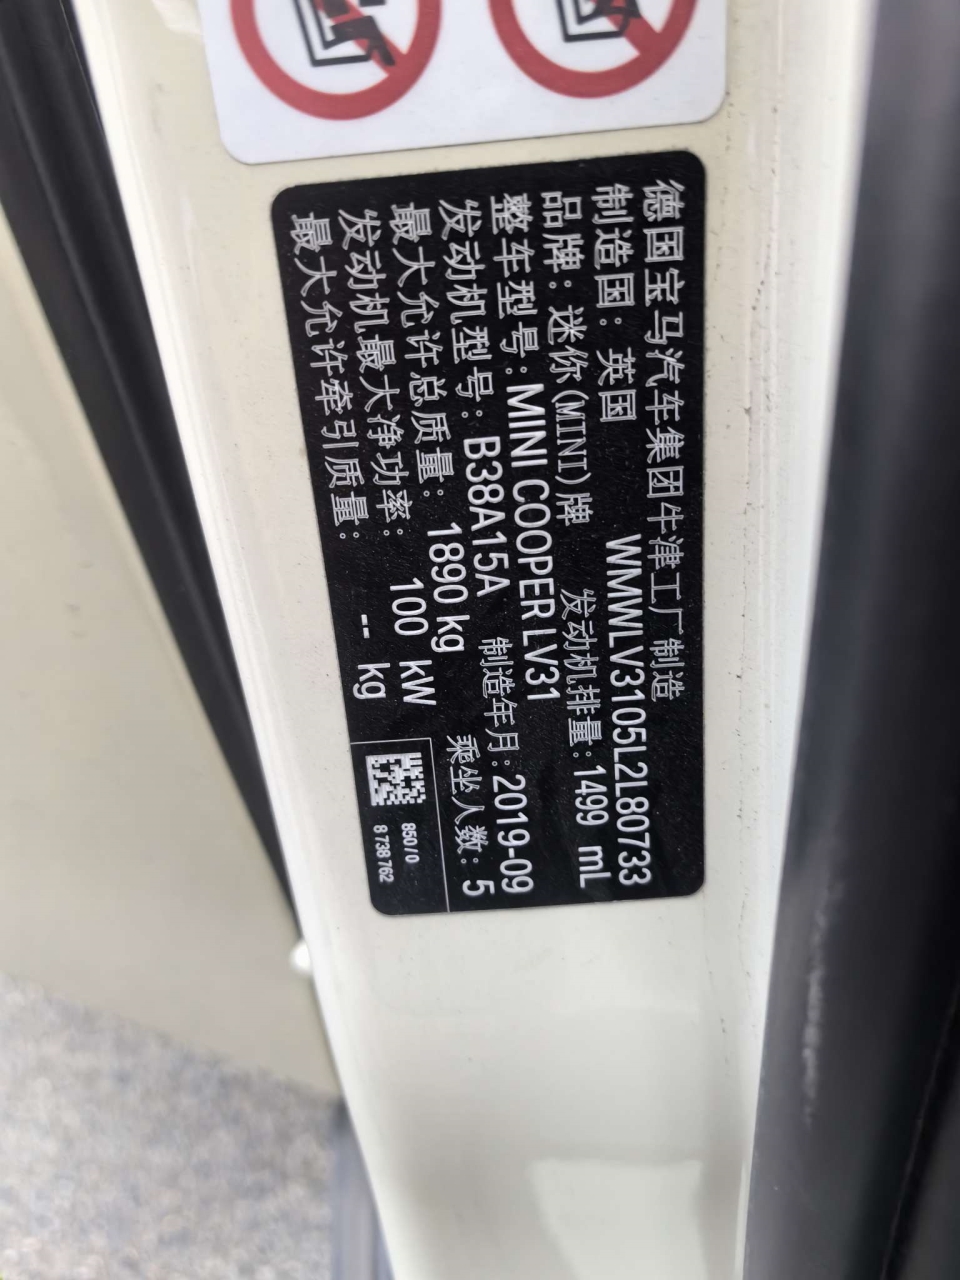 德国宝马汽车集团牛津工厂制造
制造国：英国 WMWLV3105L2L80733
品牌：迷你(MINI)牌 发动机排量：1499 mL
整车型号：MINI COOPER LV31
发动机型号：B38A15A 制造年月：2019-09
最大允许总质量：1890 kg 乘坐人数：5
发动机最大净功率：100 kW
最大允许牵引质量：-- kg
850/0
8 738 762